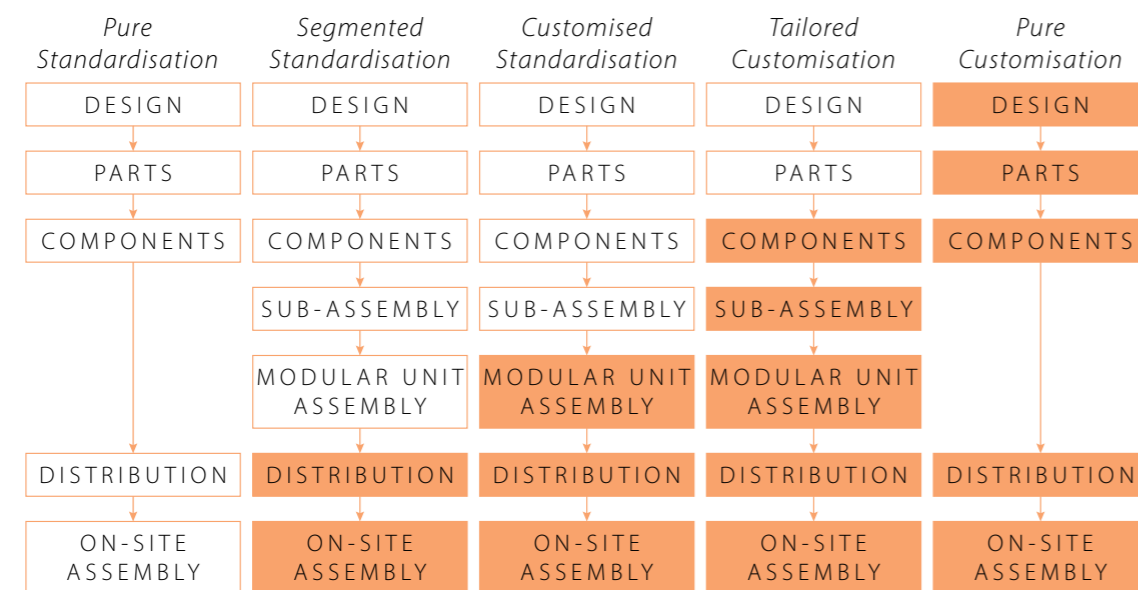 Pure
Standardisation
Segmented
Standardisation
Customised
Standardisation
Tailored
Customisation
Pure
Customisation
DESIGN
DESIGN
DESIGN
DESIGN
DESIGN
PARTS
PARTS
PARTS
PARTS
PARTS
COMPONENTS
COMPONENTS
COMPONENTS
COMPONENTS
COMPONENTS
SUB-ASSEMBLY
SUB-ASSEMBLY
SUB-ASSEMBLY
MODULAR UNIT
ASSEMBLY
MODULAR UNIT
ASSEMBLY
MODULAR UNIT
ASSEMBLY
DISTRIBUTION
DISTRIBUTION
DISTRIBUTION
DISTRIBUTION
DISTRIBUTION
ON-SITE
ASSEMBLY
ON-SITE
ASSEMBLY
ON-SITE
ASSEMBLY
ON-SITE
ASSEMBLY
ON-SITE
ASSEMBLY